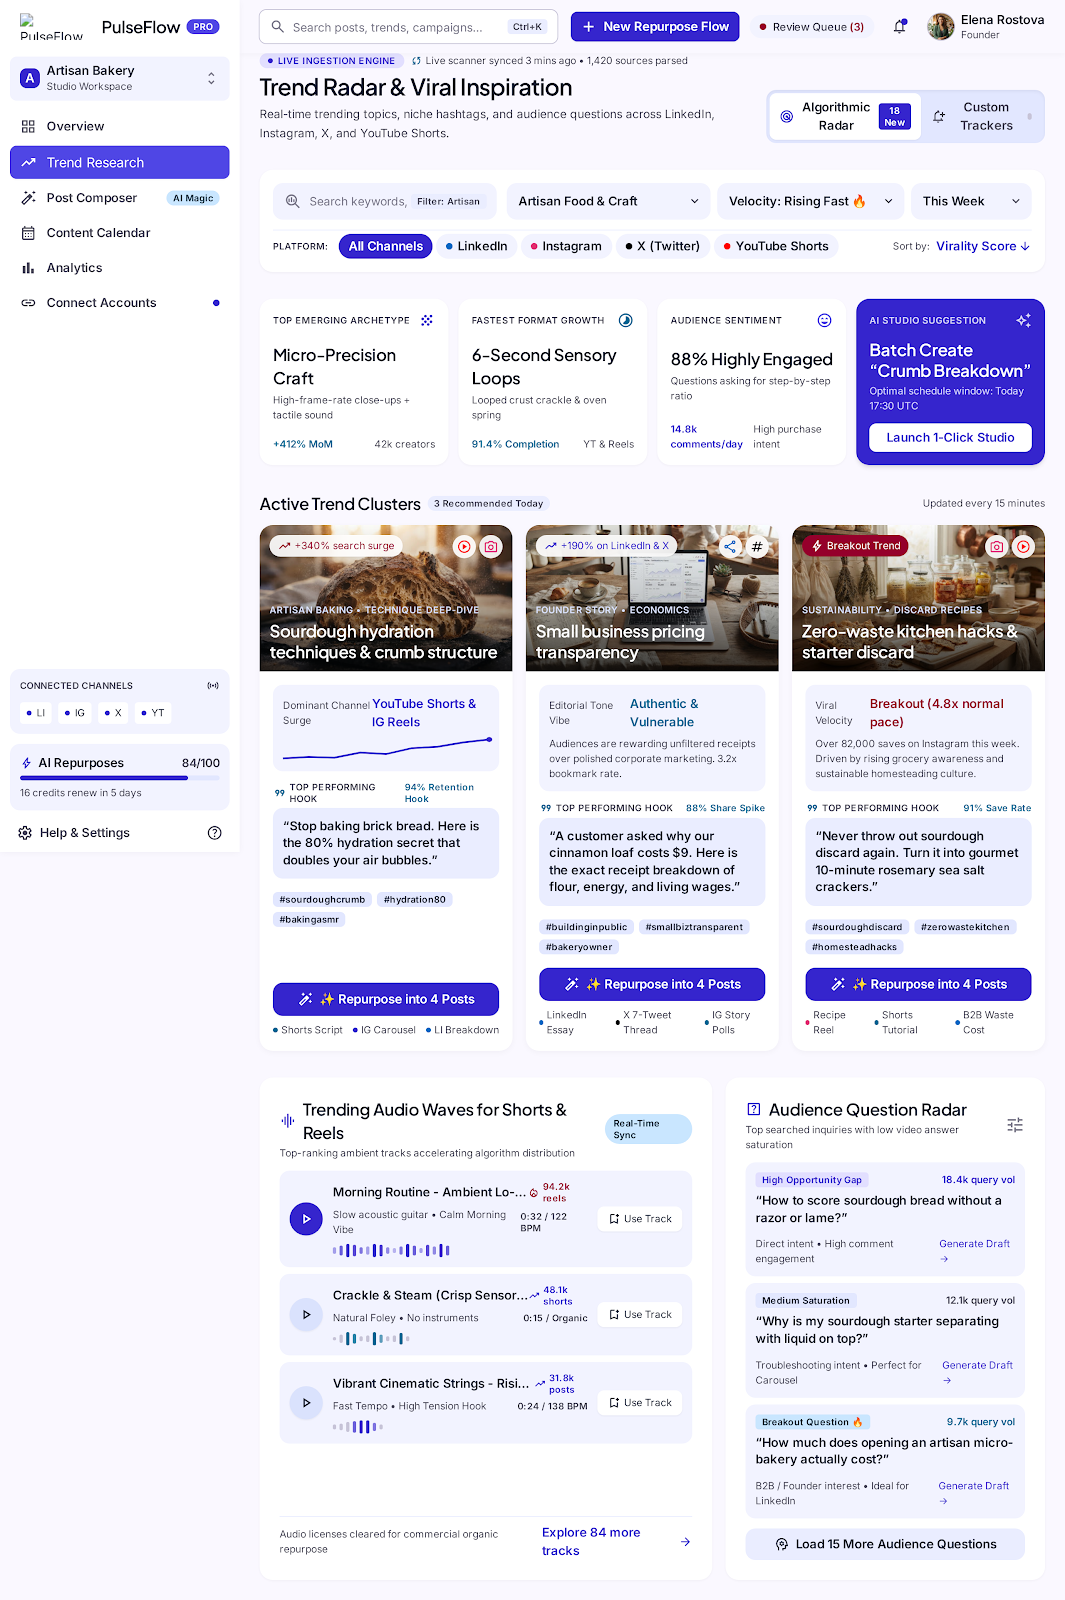 PulseFlow
PulseFlow PRO
A
Artisan Bakery
Studio Workspace
Overview
Trend Research
Post Composer AI Magic
Content Calendar
Analytics
Connect Accounts
CONNECTED CHANNELS
LI IG X YT
AI Repurposes 84/100
16 credits renew in 5 days
Help & Settings
Search posts, trends, campaigns... Ctrl+K
New Repurpose Flow
Review Queue (3)
Elena Rostova
Founder
LIVE INGESTION ENGINE Live scanner synced 3 mins ago • 1,420 sources parsed
Trend Radar & Viral Inspiration
Real-time trending topics, niche hashtags, and audience questions across LinkedIn,
Instagram, X, and YouTube Shorts.
Algorithmic
Radar
18
New
Custom
Trackers
Search keywords, Filter: Artisan
Artisan Food & Craft
Velocity: Rising Fast 🔥
This Week
PLATFORM: All Channels LinkedIn Instagram X (Twitter) YouTube Shorts
Sort by: Virality Score ↓
TOP EMERGING ARCHETYPE
Micro-Precision
Craft
High-frame-rate close-ups +
tactile sound
+412% MoM 42k creators
FASTEST FORMAT GROWTH
6-Second Sensory
Loops
Looped crust crackle & oven
spring
91.4% Completion YT & Reels
AUDIENCE SENTIMENT
88% Highly Engaged
Questions asking for step-by-step
ratio
14.8k
comments/day
High purchase
intent
AI STUDIO SUGGESTION
Batch Create
“Crumb Breakdown”
Optimal schedule window: Today
17:30 UTC
Launch 1-Click Studio
Active Trend Clusters 3 Recommended Today
Updated every 15 minutes
+340% search surge
ARTISAN BAKING • TECHNIQUE DEEP-DIVE
Sourdough hydration
techniques & crumb structure
Dominant Channel
Surge
YouTube Shorts &
IG Reels
TOP PERFORMING
HOOK
94% Retention
Hook
“Stop baking brick bread. Here is
the 80% hydration secret that
doubles your air bubbles.”
#sourdoughcrumb #hydration80
#bakingasmr
✨ Repurpose into 4 Posts
Shorts Script IG Carousel LI Breakdown
+190% on LinkedIn & X
#
FOUNDER STORY • ECONOMICS
Small business pricing
transparency
Editorial Tone
Vibe
Authentic &
Vulnerable
Audiences are rewarding unfiltered receipts
over polished corporate marketing. 3.2x
bookmark rate.
TOP PERFORMING HOOK 88% Share Spike
“A customer asked why our
cinnamon loaf costs $9. Here is
the exact receipt breakdown of
flour, energy, and living wages.”
#buildinginpublic #smallbiztransparent
#bakeryowner
✨ Repurpose into 4 Posts
LinkedIn
Essay
X 7-Tweet
Thread
IG Story
Polls
Breakout Trend
SUSTAINABILITY • DISCARD RECIPES
Zero-waste kitchen hacks &
starter discard
Viral
Velocity
Breakout (4.8x normal
pace)
Over 82,000 saves on Instagram this week.
Driven by rising grocery awareness and
sustainable homesteading culture.
TOP PERFORMING HOOK 91% Save Rate
“Never throw out sourdough
discard again. Turn it into gourmet
10-minute rosemary sea salt
crackers.”
#sourdoughdiscard #zerowastekitchen
#homesteadhacks
✨ Repurpose into 4 Posts
Recipe
Reel
Shorts
Tutorial
B2B Waste
Cost
Trending Audio Waves for Shorts &
Reels
Real-Time
Sync
Top-ranking ambient tracks accelerating algorithm distribution
Morning Routine - Ambient Lo-...
94.2k
reels
Slow acoustic guitar • Calm Morning
Vibe
0:32 / 122
BPM
Use Track
Crackle & Steam (Crisp Sensor...
48.1k
shorts
Natural Foley • No instruments 0:15 / Organic
Use Track
Vibrant Cinematic Strings - Risi...
31.8k
posts
Fast Tempo • High Tension Hook 0:24 / 138 BPM
Use Track
Audio licenses cleared for commercial organic
repurpose
Explore 84 more
tracks →
Audience Question Radar
Top searched inquiries with low video answer
saturation
High Opportunity Gap 18.4k query vol
“How to score sourdough bread without a
razor or lame?”
Direct intent • High comment
engagement
Generate Draft
→
Medium Saturation 12.1k query vol
“Why is my sourdough starter separating
with liquid on top?”
Troubleshooting intent • Perfect for
Carousel
Generate Draft
→
Breakout Question 🔥 9.7k query vol
“How much does opening an artisan micro-
bakery actually cost?”
B2B / Founder interest • Ideal for
LinkedIn
Generate Draft
→
Load 15 More Audience Questions